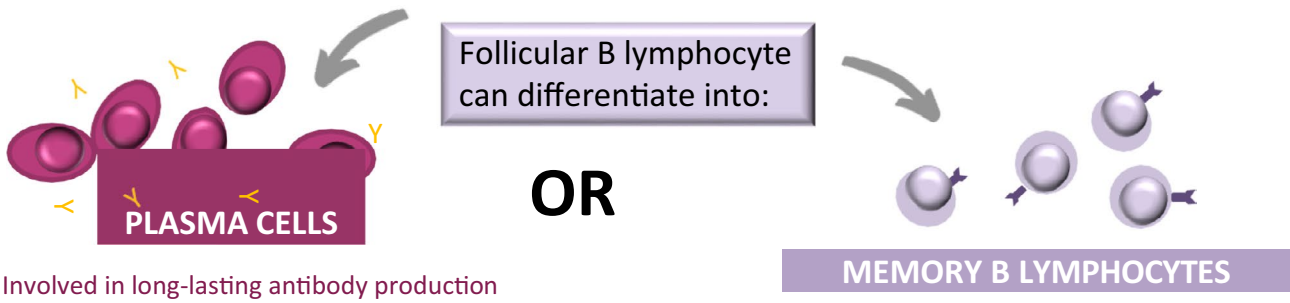 Follicular B lymphocyte
can differentiate into:
OR
PLASMA CELLS
Involved in long-lasting antibody production
MEMORY B LYMPHOCYTES